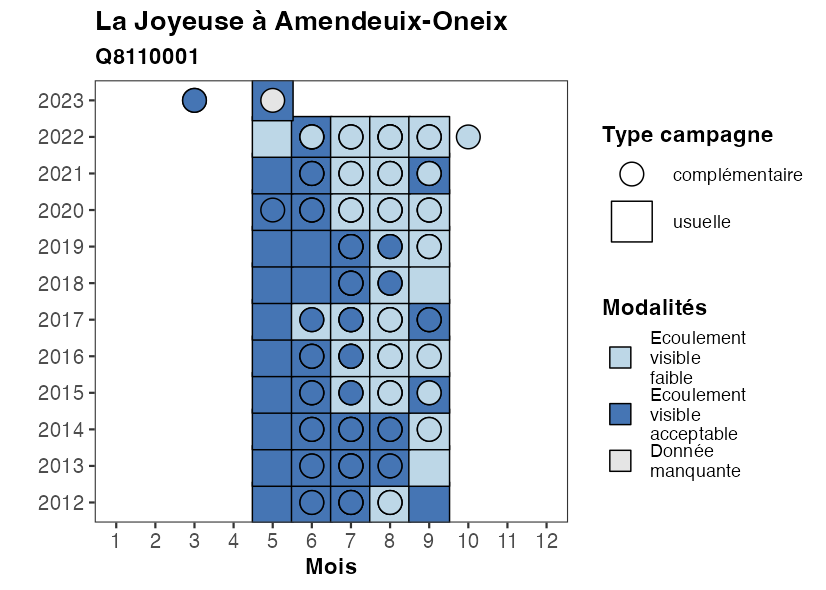 La Joyeuse à Amendeuix-Oneix
Q8110001
2023
2022
2021
2020
2019
2018
2017
2016
2015
2014
2013
2012
1 2 3 4 5 6 7 8 9 10 11 12
Mois
Type campagne
complémentaire
usuelle
Modalités
Ecoulement
visible
faible
Ecoulement
visible
acceptable
Donnée
manquante